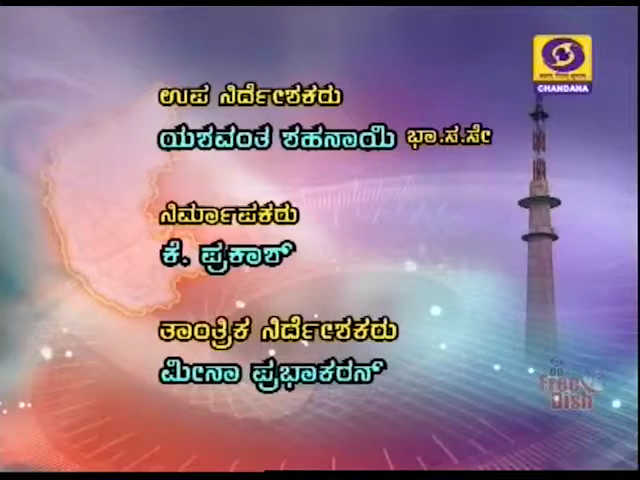 ಉಪ ನಿರ್ದೇಶಕರು
ಯಶವಂತ ಶಹನಾಯಿ ಭಾ.ಸ.ಸೇ
ನಿರ್ಮಾಪಕರು
ಕೆ. ಪ್ರಕಾಶ್
ತಾಂತ್ರಿಕ ನಿರ್ದೇಶಕರು
ಮೀನಾ ಪ್ರಭಾಕರನ್
CHANDANA
DD
Free
Dish